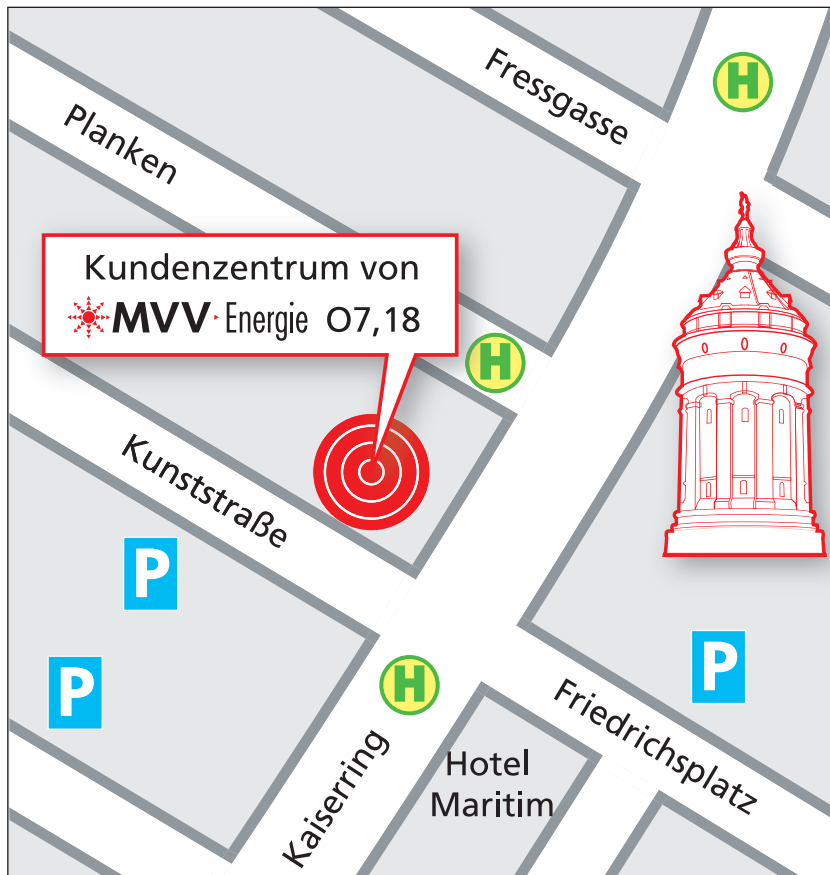 Fressgasse
H
Planken
Kundenzentrum von
MVV Energie O7,18
H
Kunststraße
P
P
H
P
Friedrichsplatz
Kaiserring
Hotel
Maritim